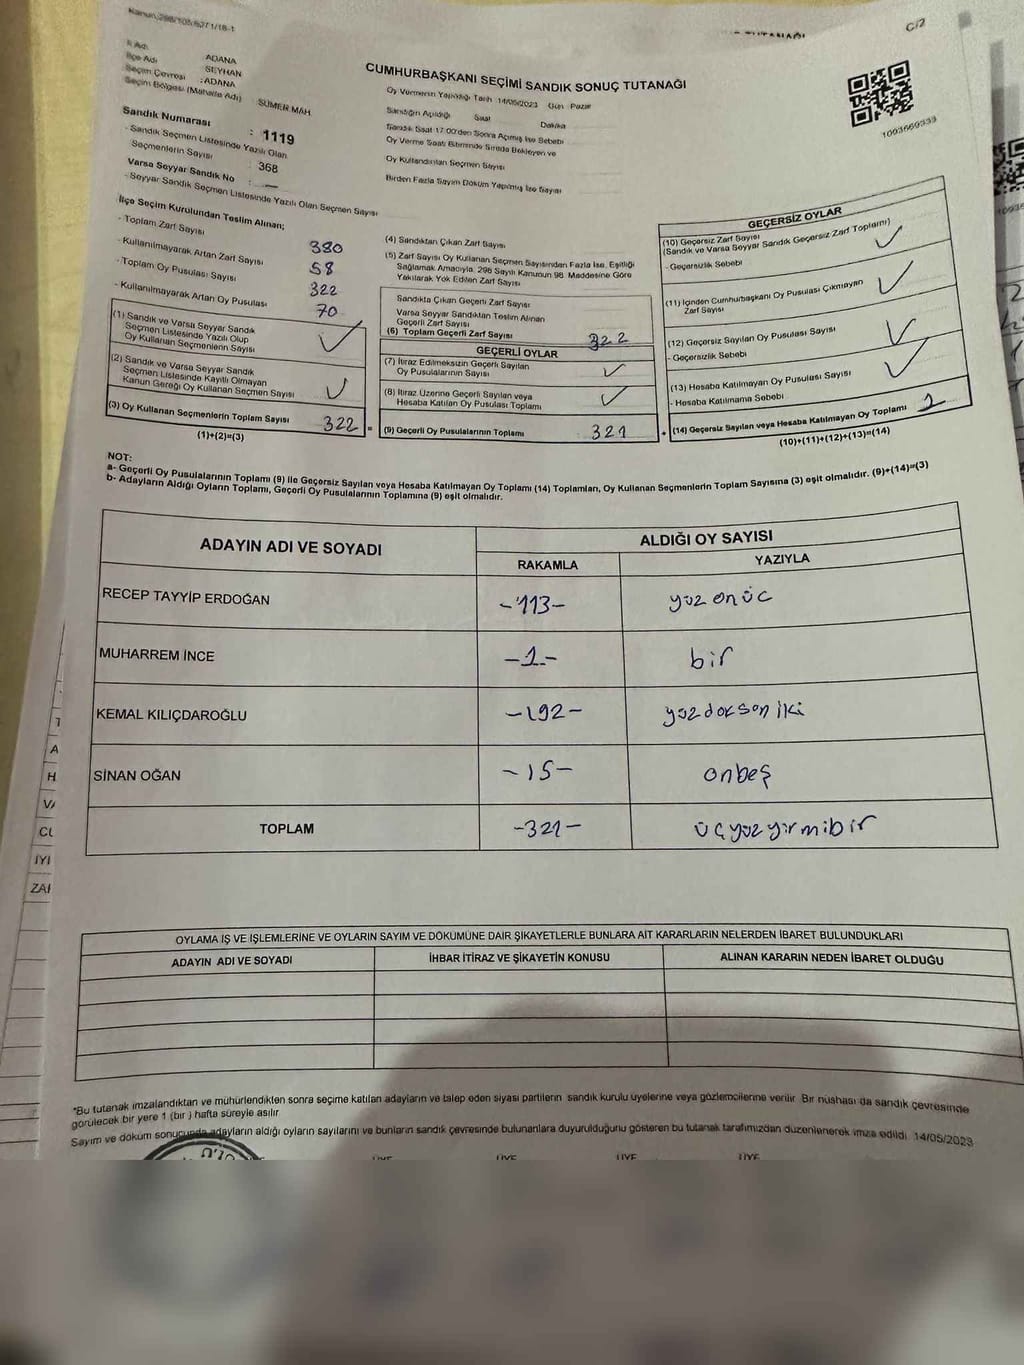 Kanun;298/105/6271/18-1
C/2
İl Adı
ADANA
İlçe Adı
SEYHAN
Seçim Çevresi
:ADANA
Seçim Bölgesi (Mahalle Adı)
SÜMER MAH
Sandık Numarası : 1119
- Sandık Seçmen Listesinde Yazılı Olan
Seçmenlerin Sayısı : 368
Varsa Seyyar Sandık No : —
- Seyyar Sandık Seçmen Listesinde Yazılı Olan Seçmen Sayısı
CUMHURBAŞKANI SEÇİMİ SANDIK SONUÇ TUTANAĞI
Oy Vermenin Yapıldığı Tarih 14/05/2023 Gün Pazar
Sandığın Açıldığı Saat Dakika
Sandık Saat 17.00'den Sonra Açılmış İse Sebebi
Oy Verme Saati Bitiminde Sırada Bekleyen ve
Oy Kullandırılan Seçmen Sayısı
Birden Fazla Sayım Döküm Yapılmış İse Sayısı
1093669339
İlçe Seçim Kurulundan Teslim Alınan;
- Toplam Zarf Sayısı 380
- Kullanılmayarak Artan Zarf Sayısı 58
- Toplam Oy Pusulası Sayısı 322
- Kullanılmayarak Artan Oy Pusulası 70
(1) Sandık ve Varsa Seyyar Sandık
Seçmen Listesinde Yazılı Olup
Oy Kullanan Seçmenlerin Sayısı
(2) Sandık ve Varsa Seyyar Sandık
Seçmen Listesinde Kayıtlı Olmayan
Kanun Gereği Oy Kullanan Seçmen Sayısı
(3) Oy Kullanan Seçmenlerin Toplam Sayısı 322 =
(1)+(2)=(3)
(4) Sandıktan Çıkan Zarf Sayısı
(5) Zarf Sayısı Oy Kullanan Seçmen Sayısından Fazla İse, Eşitliği
Sağlamak Amacıyla, 298 Sayılı Kanunun 98. Maddesine Göre
Yakılarak Yok Edilen Zarf Sayısı
Sandıkta Çıkan Geçerli Zarf Sayısı
Varsa Seyyar Sandıktan Teslim Alınan
Geçerli Zarf Sayısı
(6) Toplam Geçerli Zarf Sayısı 322
GEÇERLİ OYLAR
(7) İtiraz Edilmeksizin Geçerli Sayılan
Oy Pusulalarının Sayısı
(8) İtiraz Üzerine Geçerli Sayılan veya
Hesaba Katılan Oy Pusulası Toplamı
(9) Geçerli Oy Pusulalarının Toplamı 321 +
GEÇERSİZ OYLAR
(10) Geçersiz Zarf Sayısı
(Sandık ve Varsa Seyyar Sandık Geçersiz Zarf Toplamı)
- Geçersizlik Sebebi
(11) İçinden Cumhurbaşkanı Oy Pusulası Çıkmayan
Zarf Sayısı
(12) Geçersiz Sayılan Oy Pusulası Sayısı
- Geçersizlik Sebebi
(13) Hesaba Katılmayan Oy Pusulası Sayısı
- Hesaba Katılmama Sebebi
(14) Geçersiz Sayılan veya Hesaba Katılmayan Oy Toplamı 1
(10)+(11)+(12)+(13)=(14)
NOT:
a- Geçerli Oy Pusulalarının Toplamı (9) ile Geçersiz Sayılan veya Hesaba Katılmayan Oy Toplamı (14) Toplamları, Oy Kullanan Seçmenlerin Toplam Sayısına (3) eşit olmalıdır. (9)+(14)=(3)
b- Adayların Aldığı Oyların Toplamı, Geçerli Oy Pusulalarının Toplamına (9) eşit olmalıdır.
ADAYIN ADI VE SOYADI
ALDIĞI OY SAYISI
RAKAMLA YAZIYLA
RECEP TAYYİP ERDOĞAN -113- yüz onüc
MUHARREM İNCE -1.- bir
KEMAL KILIÇDAROĞLU -192- yüzdoksoniki
SİNAN OĞAN -15- onbeş
TOPLAM -321- üçyüzyirmibir
OYLAMA İŞ VE İŞLEMLERİNE VE OYLARIN SAYIM VE DÖKÜMÜNE DAİR ŞİKAYETLERLE BUNLARA AİT KARARLARIN NELERDEN İBARET BULUNDUKLARI
ADAYIN ADI VE SOYADI İHBAR İTİRAZ VE ŞİKAYETİN KONUSU ALINAN KARARIN NEDEN İBARET OLDUĞU
*Bu tutanak imzalandıktan ve mühürlendikten sonra seçime katılan adayların ve talep eden siyasi partilerin sandık kurulu üyelerine veya gözlemcilerine verilir. Bir nüshası da sandık çevresinde
görülecek bir yere 1 (bir ) hafta süreyle asılır.
Sayım ve döküm sonucunda adayların aldığı oyların sayılarını ve bunların sandık çevresinde bulunanlara duyurulduğunu gösteren bu tutanak tarafımızdan düzenlenerek imza edildi. 14/05/2023
ÜYE ÜYE ÜYE ÜYE